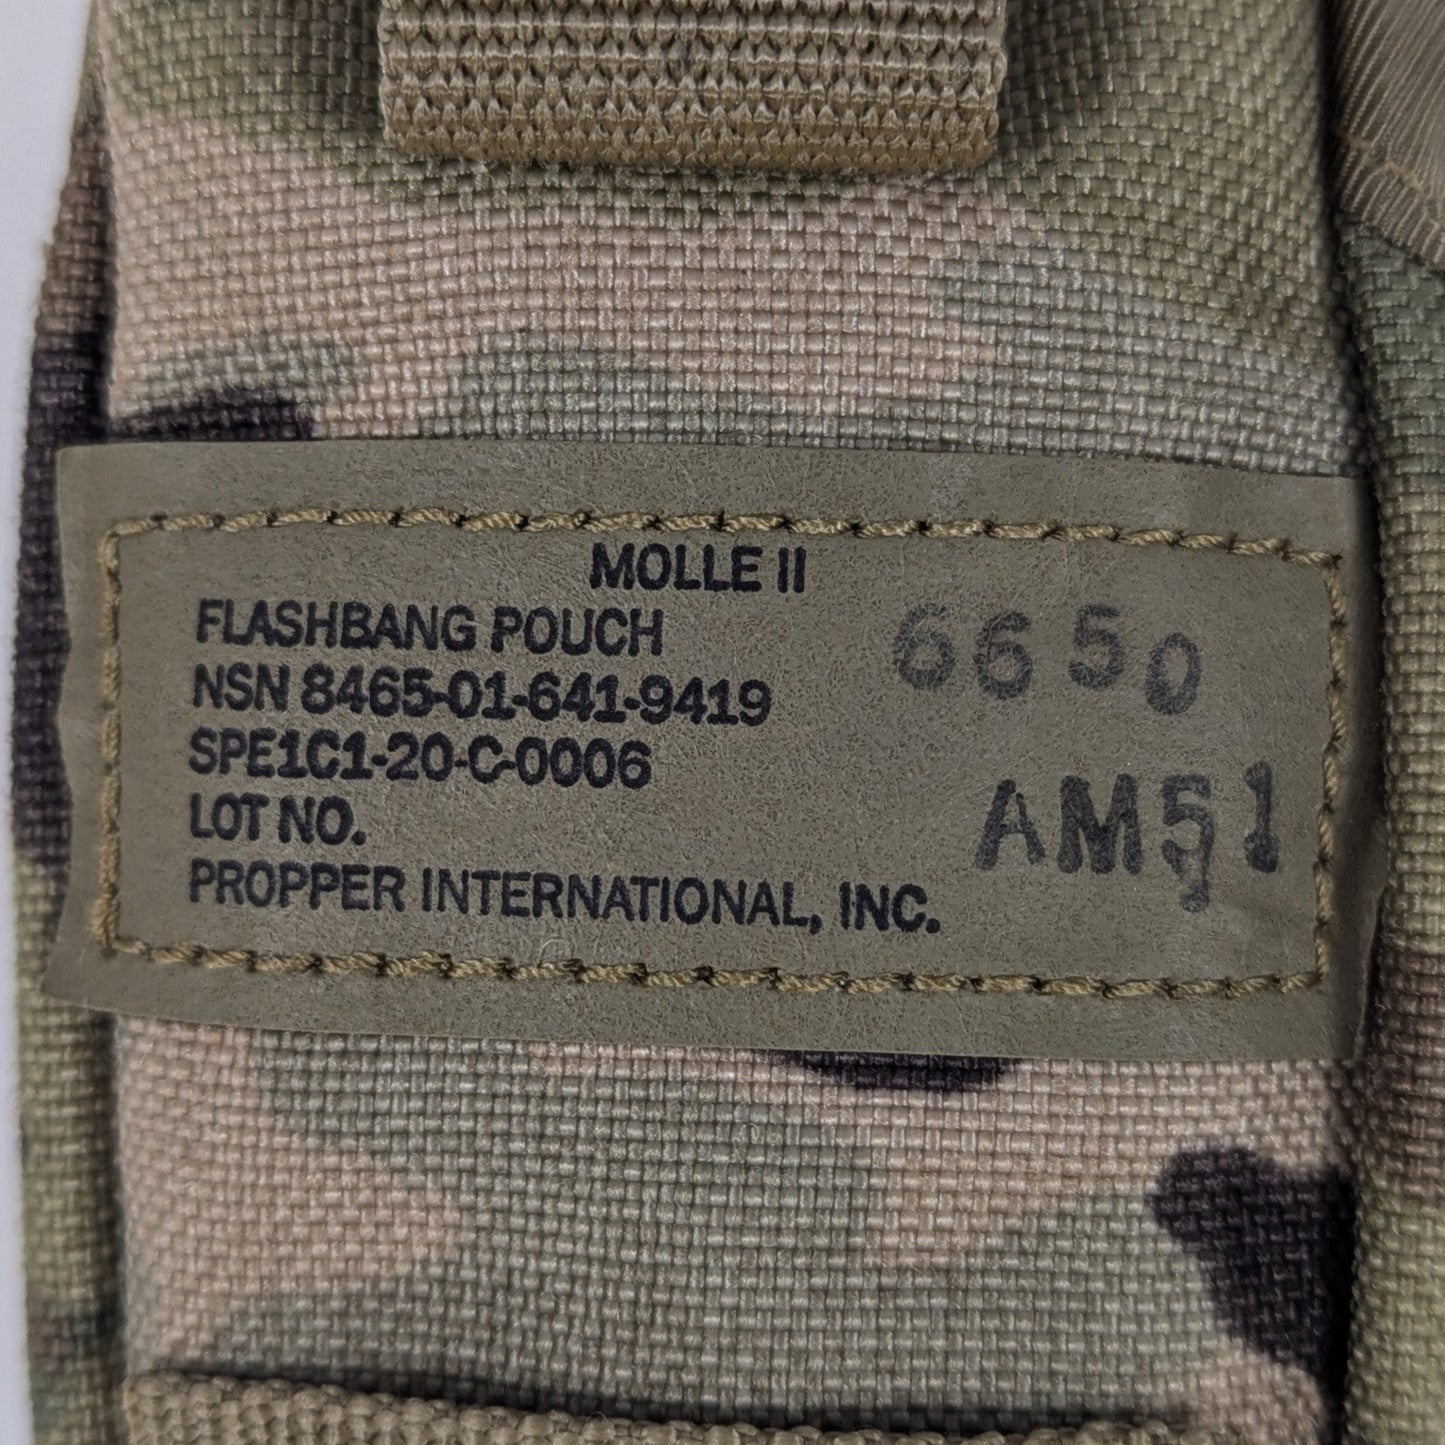 MOLLE II
FLASHBANG POUCH
6650
NSN 8465-01-641-9419
SPE1C1-20-C-0006
LOT NO.
AM51
PROPPER INTERNATIONAL, INC.